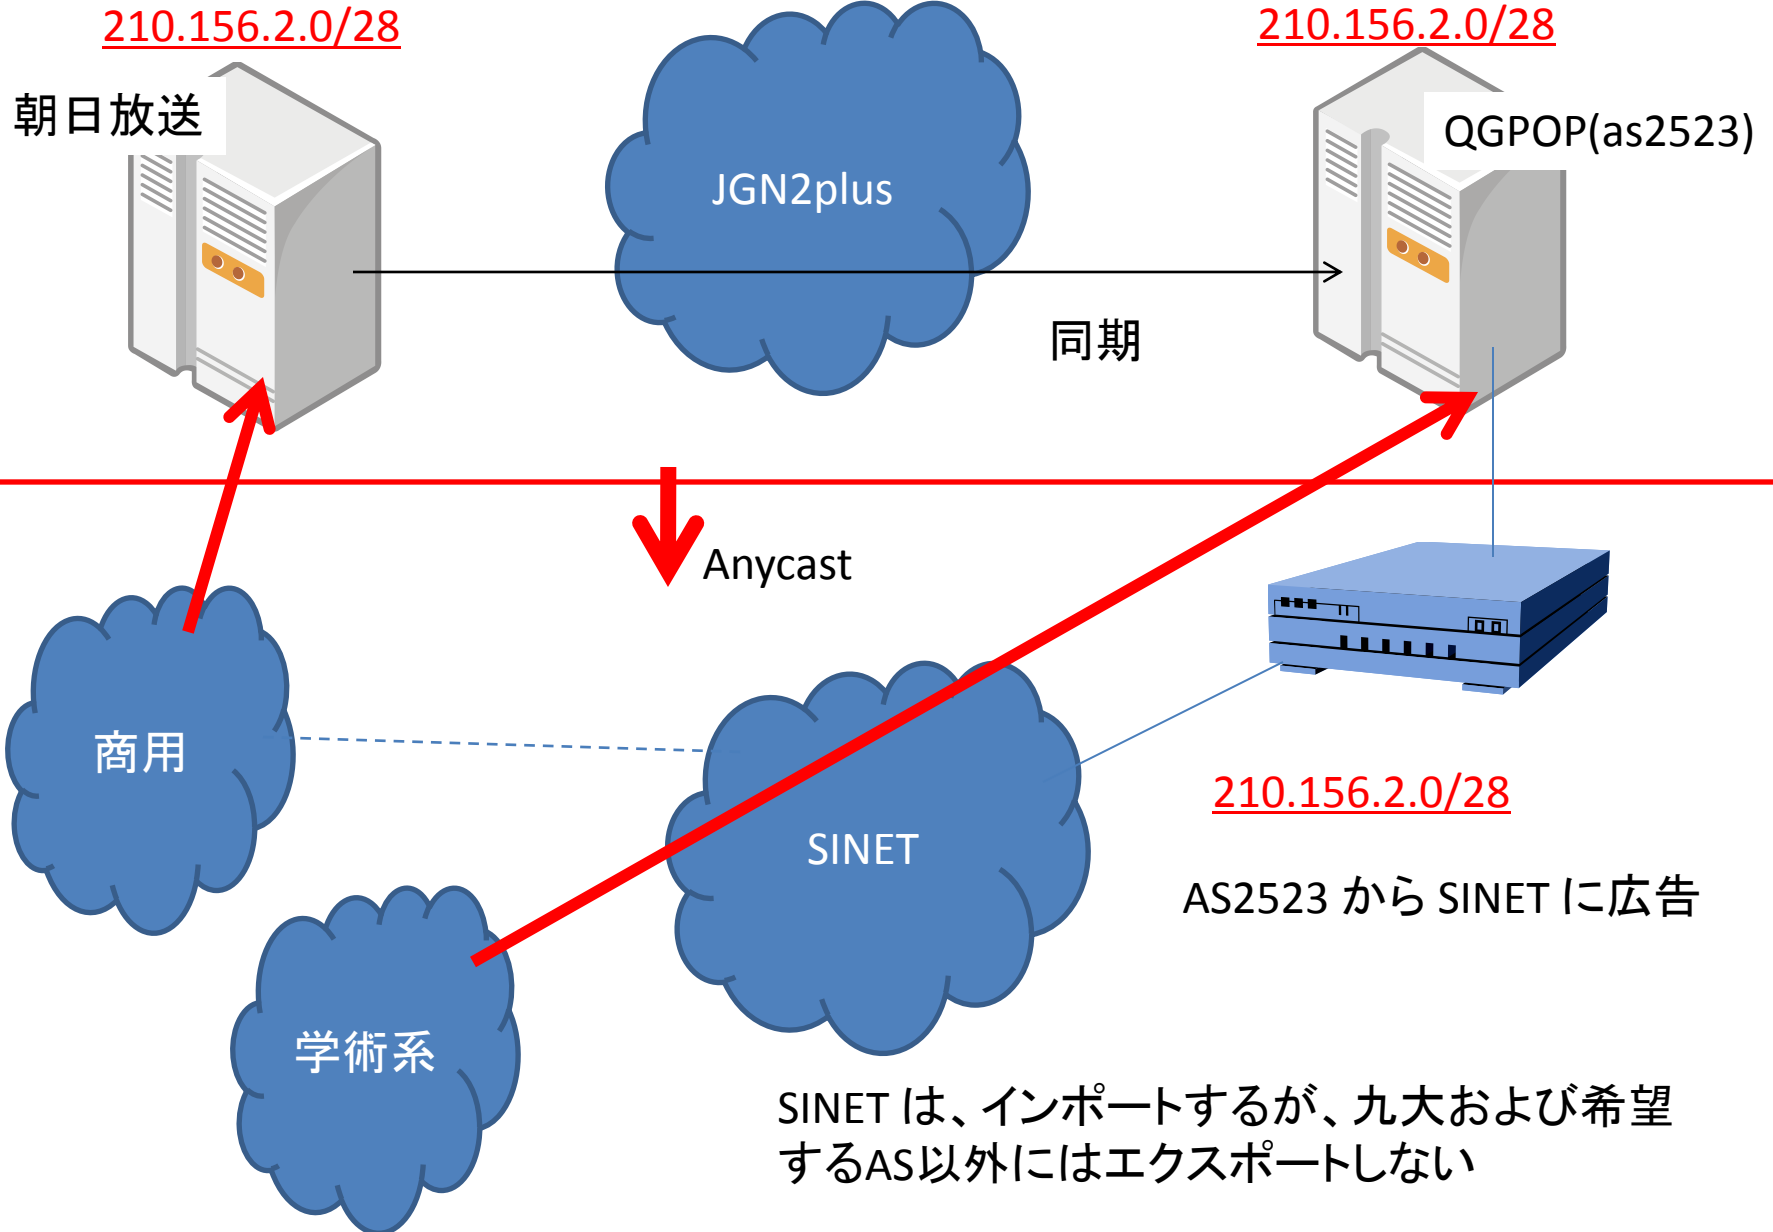 210.156.2.0/28
210.156.2.0/28
朝日放送
QGPOP(as2523)
JGN2plus
同期
Anycast
商用
210.156.2.0/28
SINET
AS2523 から SINET に広告
学術系
SINET は、インポートするが、九大および希望
するAS以外にはエクスポートしない